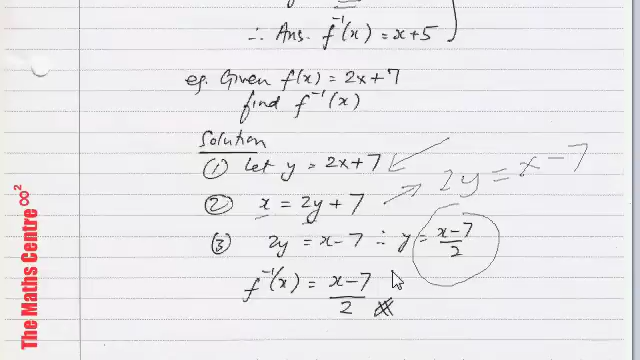 ∴ Ans. f⁻¹(x) = x+5
eg. Given f(x) = 2x+7
find f⁻¹(x)
Solution
① Let y = 2x+7
2y = x-7
② x = 2y+7
③ 2y = x-7 ∴ y = (x-7)/2
f⁻¹(x) = (x-7)/2
The Maths Centre ∞²